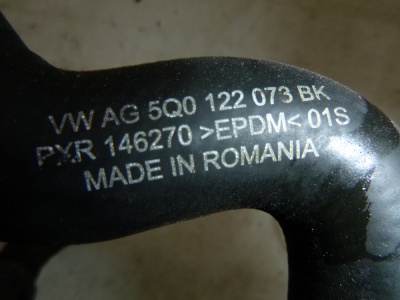 VW AG 5Q0 122 073 BK
PXR 146270 >EPDM< 01S
MADE IN ROMANIA